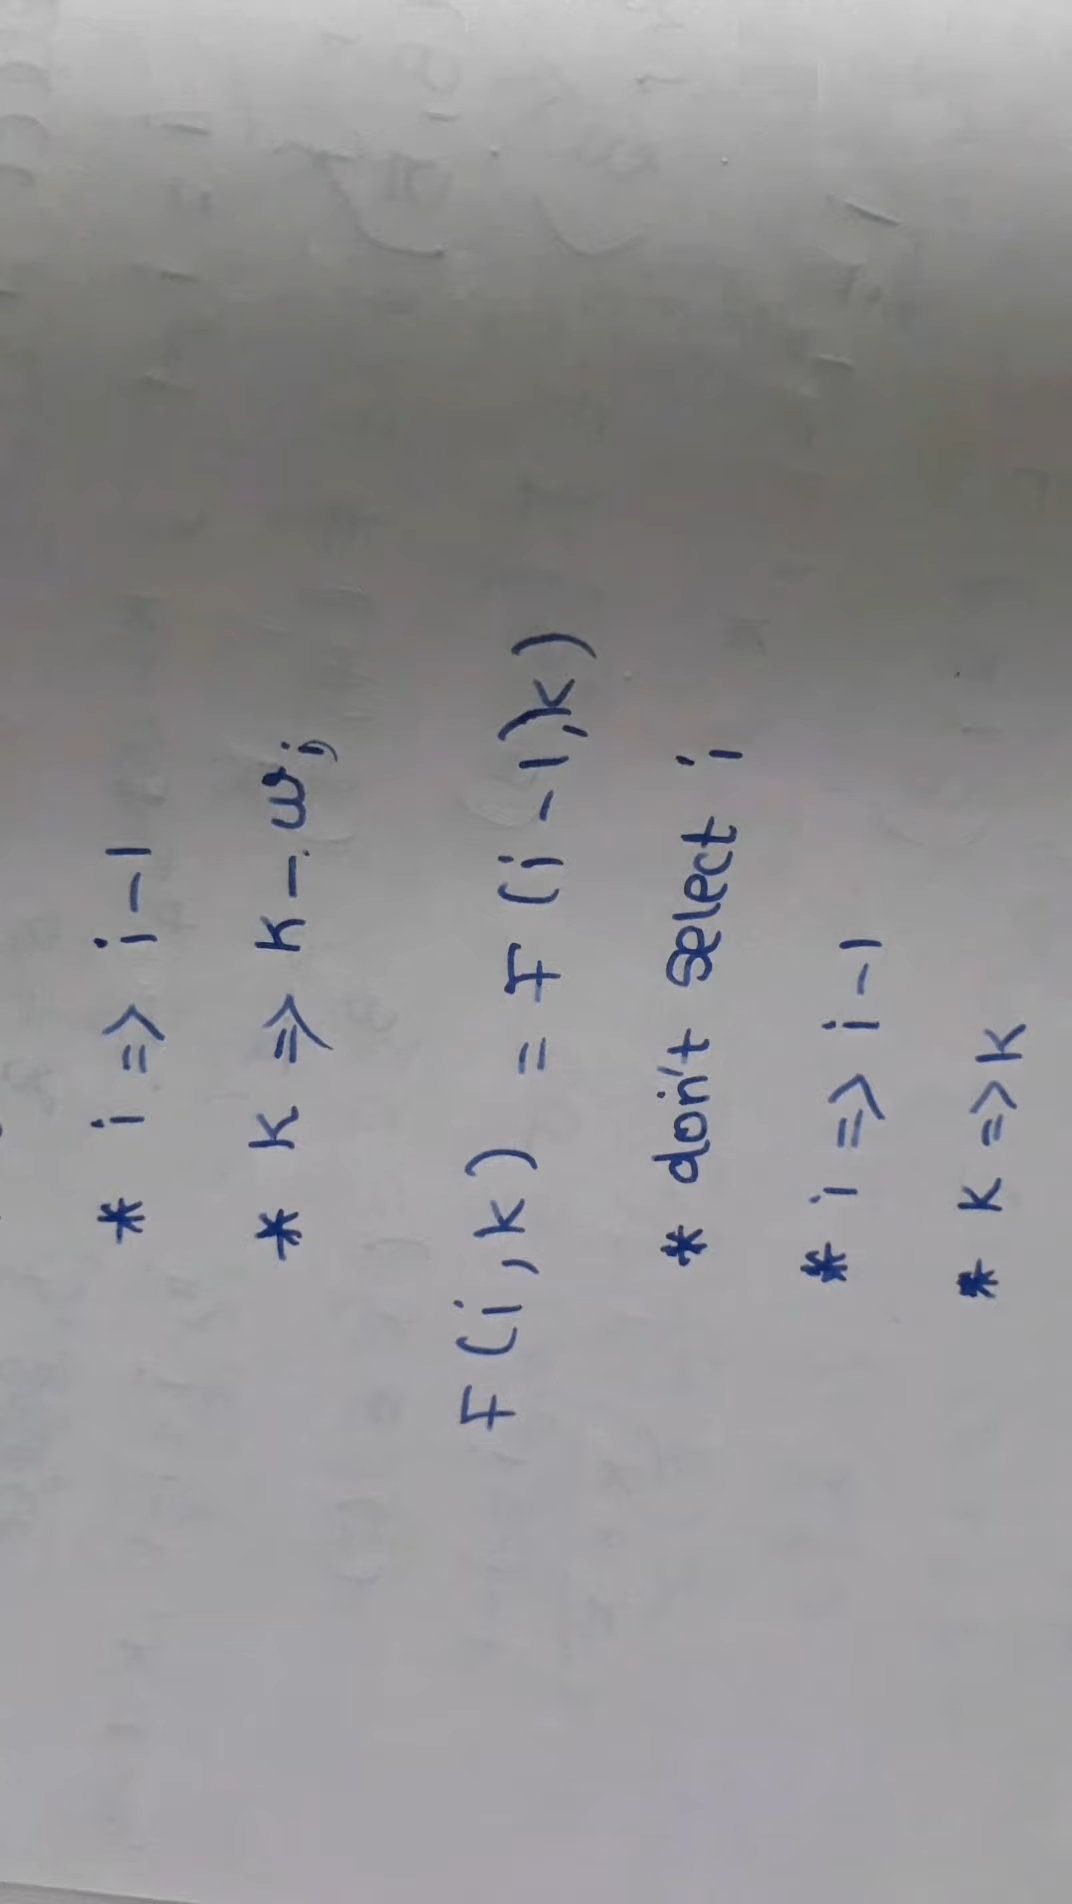 * i => i-1
* K => K-wi
F(i,K) = F(i-1,K)
* don't select i
* i => i-1
* K => K